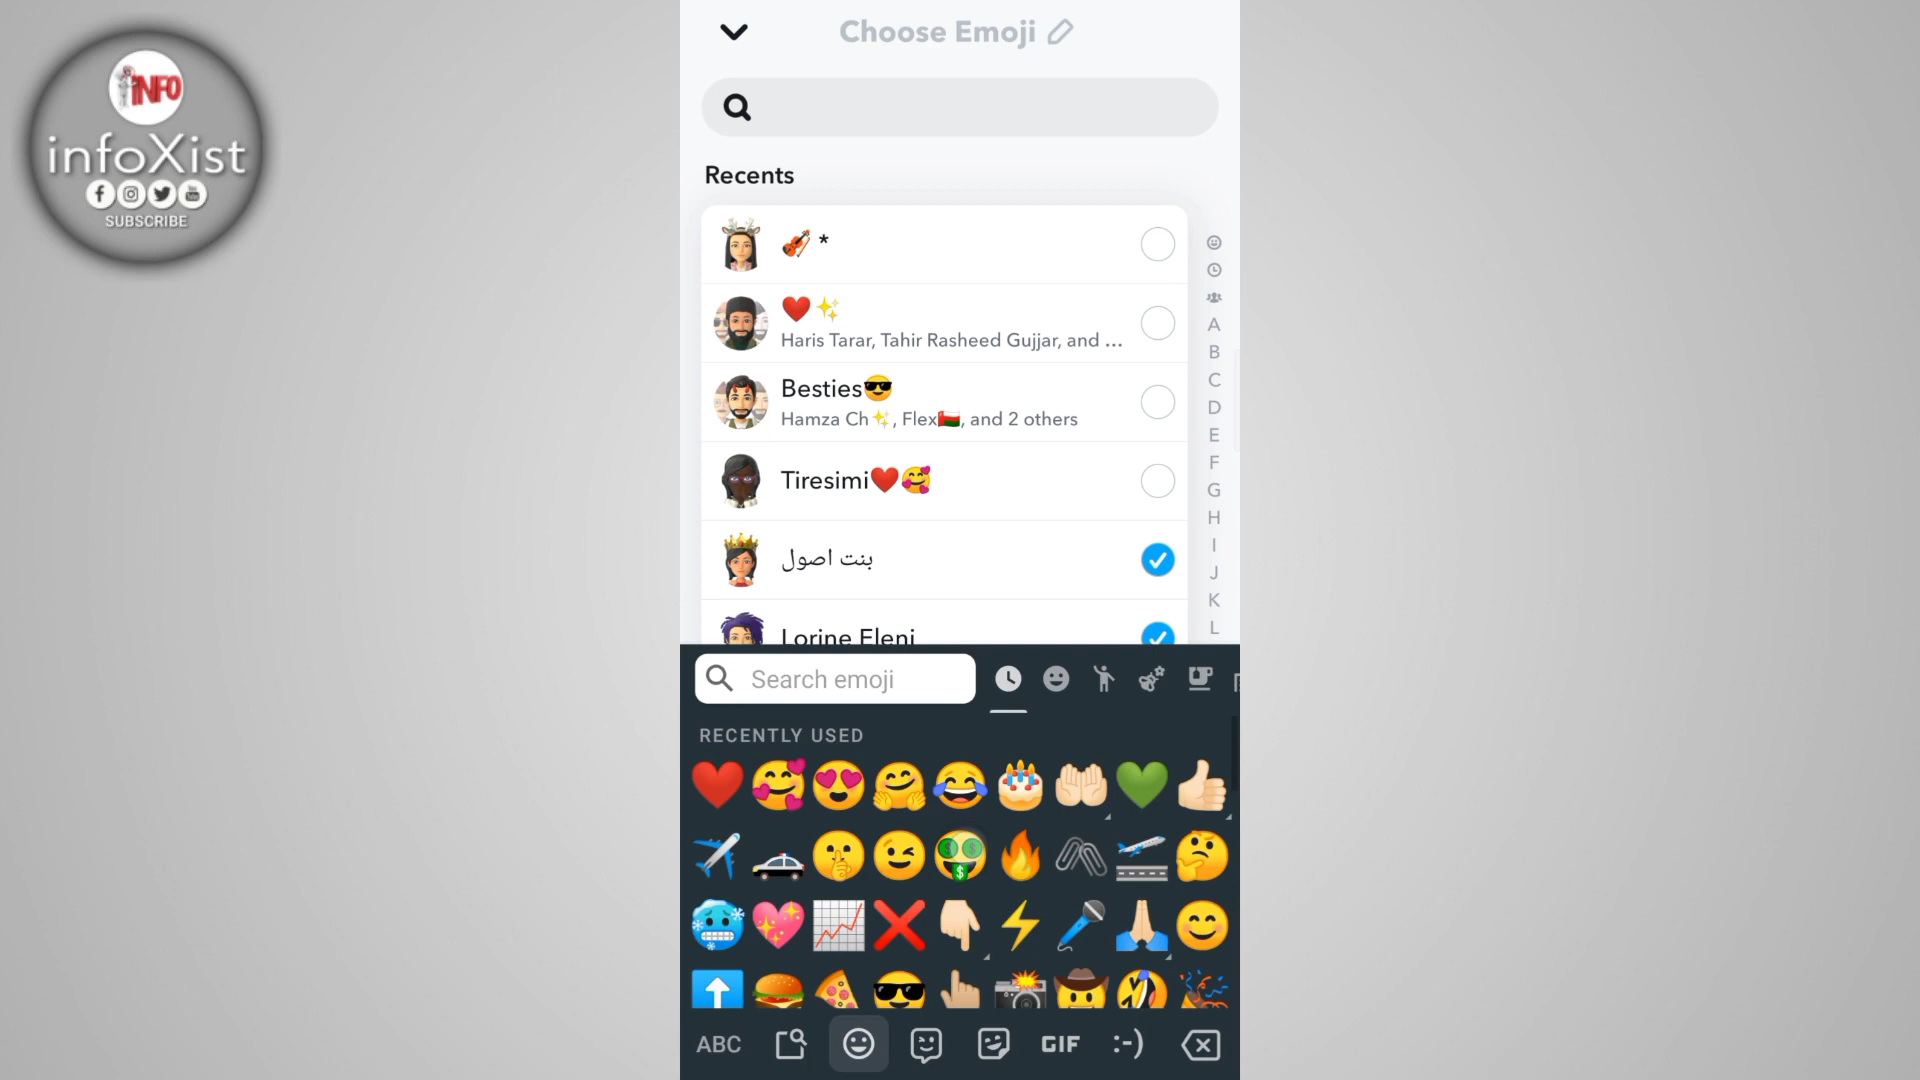 INFO
infoXist
SUBSCRIBE
Choose Emoji
Recents
🎻 *
❤️✨
Haris Tarar, Tahir Rasheed Gujjar, and ...
Besties😎
Hamza Ch✨, Flex🇴🇲, and 2 others
Tiresimi❤️🥰
بنت اصول
Lorine Eleni
A
B
C
D
E
F
G
H
I
J
K
L
Search emoji
RECENTLY USED
ABC
GIF
:-)